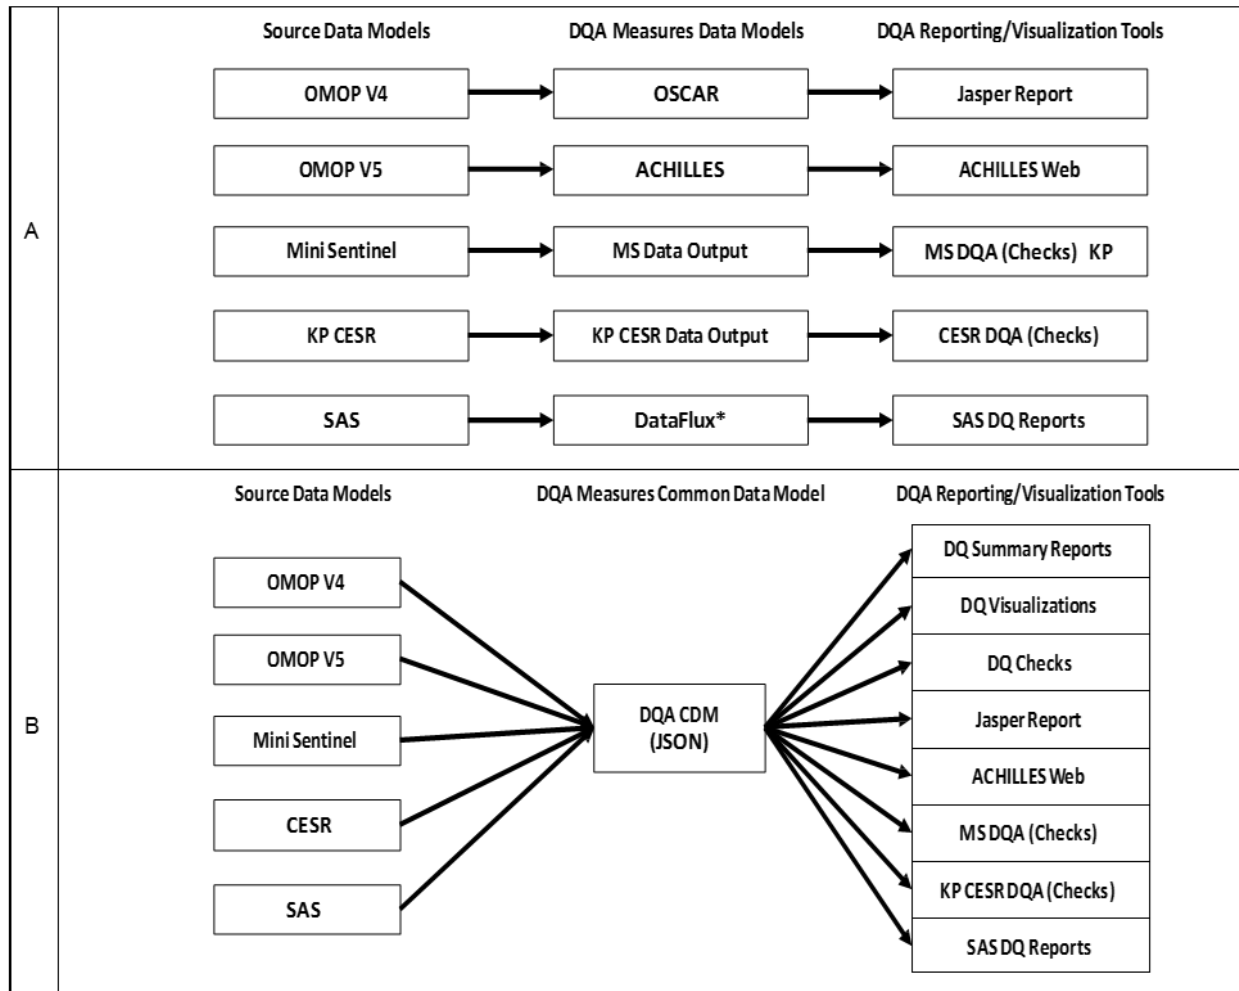 Source Data Models DQA Measures Data Models DQA Reporting/Visualization Tools
OMOP V4 OSCAR Jasper Report
OMOP V5 ACHILLES ACHILLES Web
A
Mini Sentinel MS Data Output MS DQA (Checks) KP
KP CESR KP CESR Data Output CESR DQA (Checks)
SAS DataFlux* SAS DQ Reports
Source Data Models DQA Measures Common Data Model DQA Reporting/Visualization Tools
B
OMOP V4
OMOP V5
Mini Sentinel
CESR
SAS
DQA CDM
(JSON)
DQ Summary Reports
DQ Visualizations
DQ Checks
Jasper Report
ACHILLES Web
MS DQA (Checks)
KP CESR DQA (Checks)
SAS DQ Reports